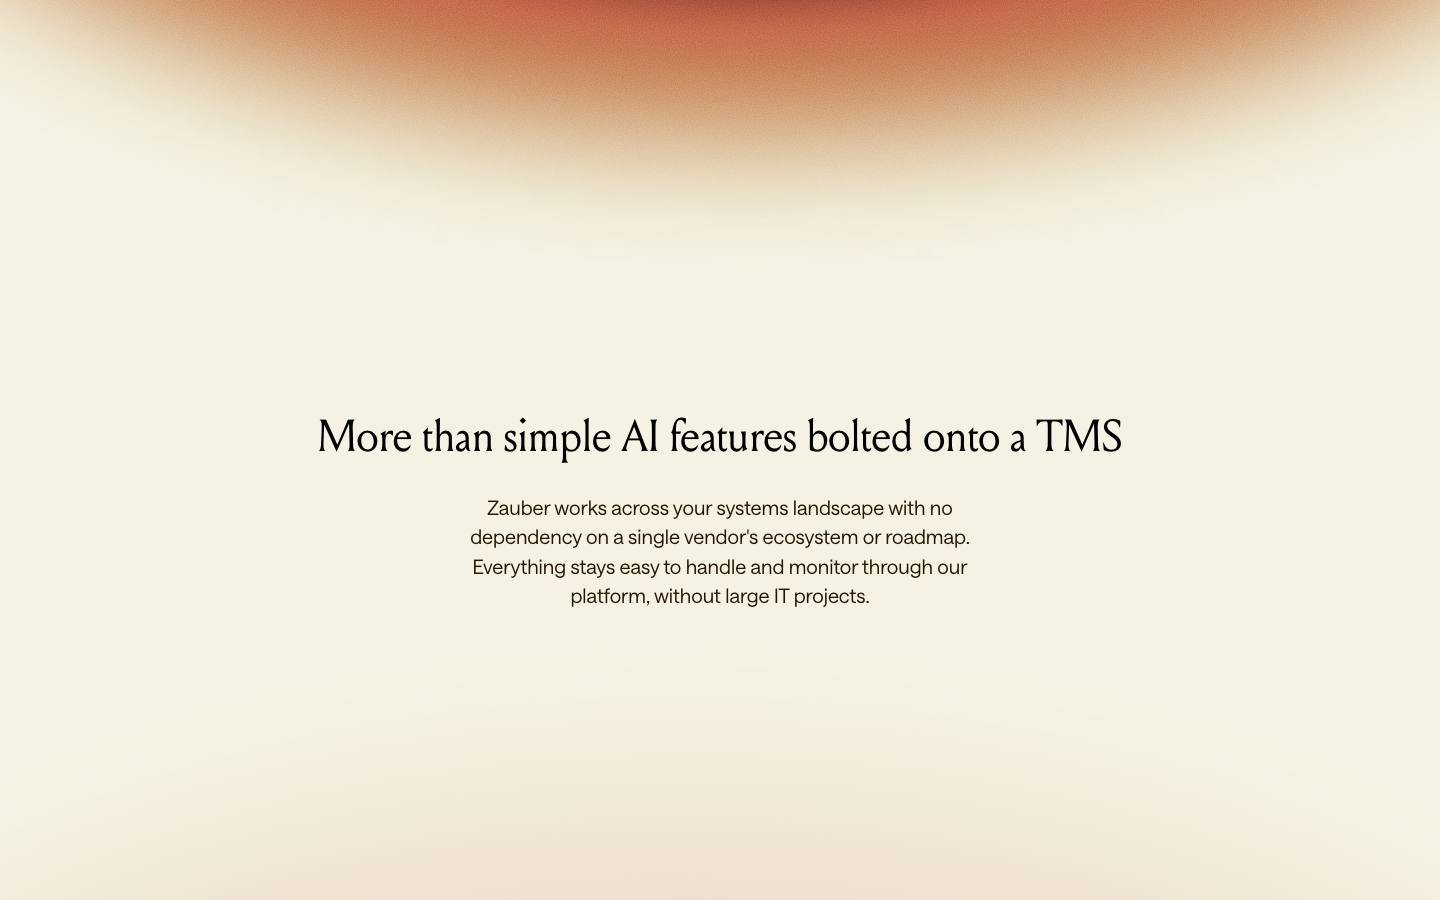 More than simple AI features bolted onto a TMS
Zauber works across your systems landscape with no
dependency on a single vendor's ecosystem or roadmap.
Everything stays easy to handle and monitor through our
platform, without large IT projects.